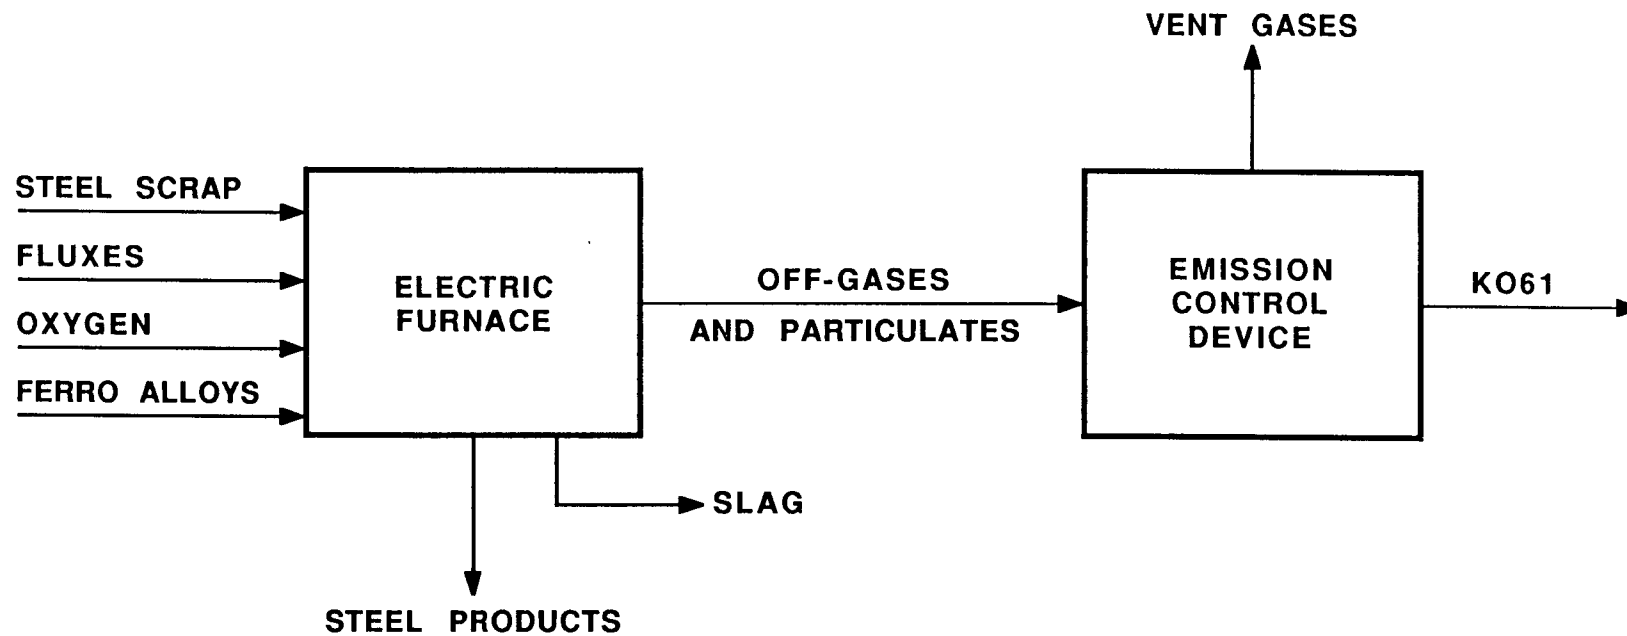 VENT GASES
STEEL SCRAP
FLUXES
OXYGEN
FERRO ALLOYS
ELECTRIC
FURNACE
OFF-GASES
AND PARTICULATES
EMISSION
CONTROL
DEVICE
KO61
SLAG
STEEL PRODUCTS